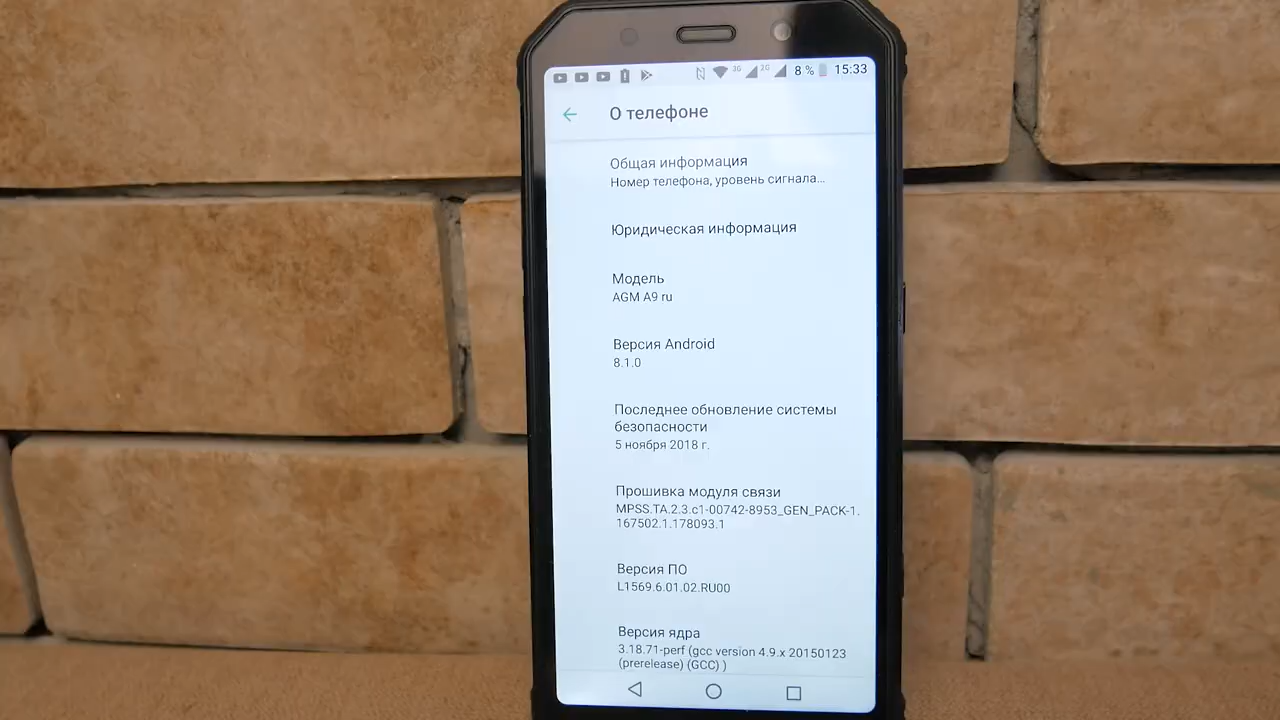 3G 2G 8 % 15:33
О телефоне
Общая информация
Номер телефона, уровень сигнала...
Юридическая информация
Модель
AGM A9 ru
Версия Android
8.1.0
Последнее обновление системы
безопасности
5 ноября 2018 г.
Прошивка модуля связи
MPSS.TA.2.3.c1-00742-8953_GEN_PACK-1.
167502.1.178093.1
Версия ПО
L1569.6.01.02.RU00
Версия ядра
3.18.71-perf (gcc version 4.9.x 20150123
(prerelease) (GCC) )